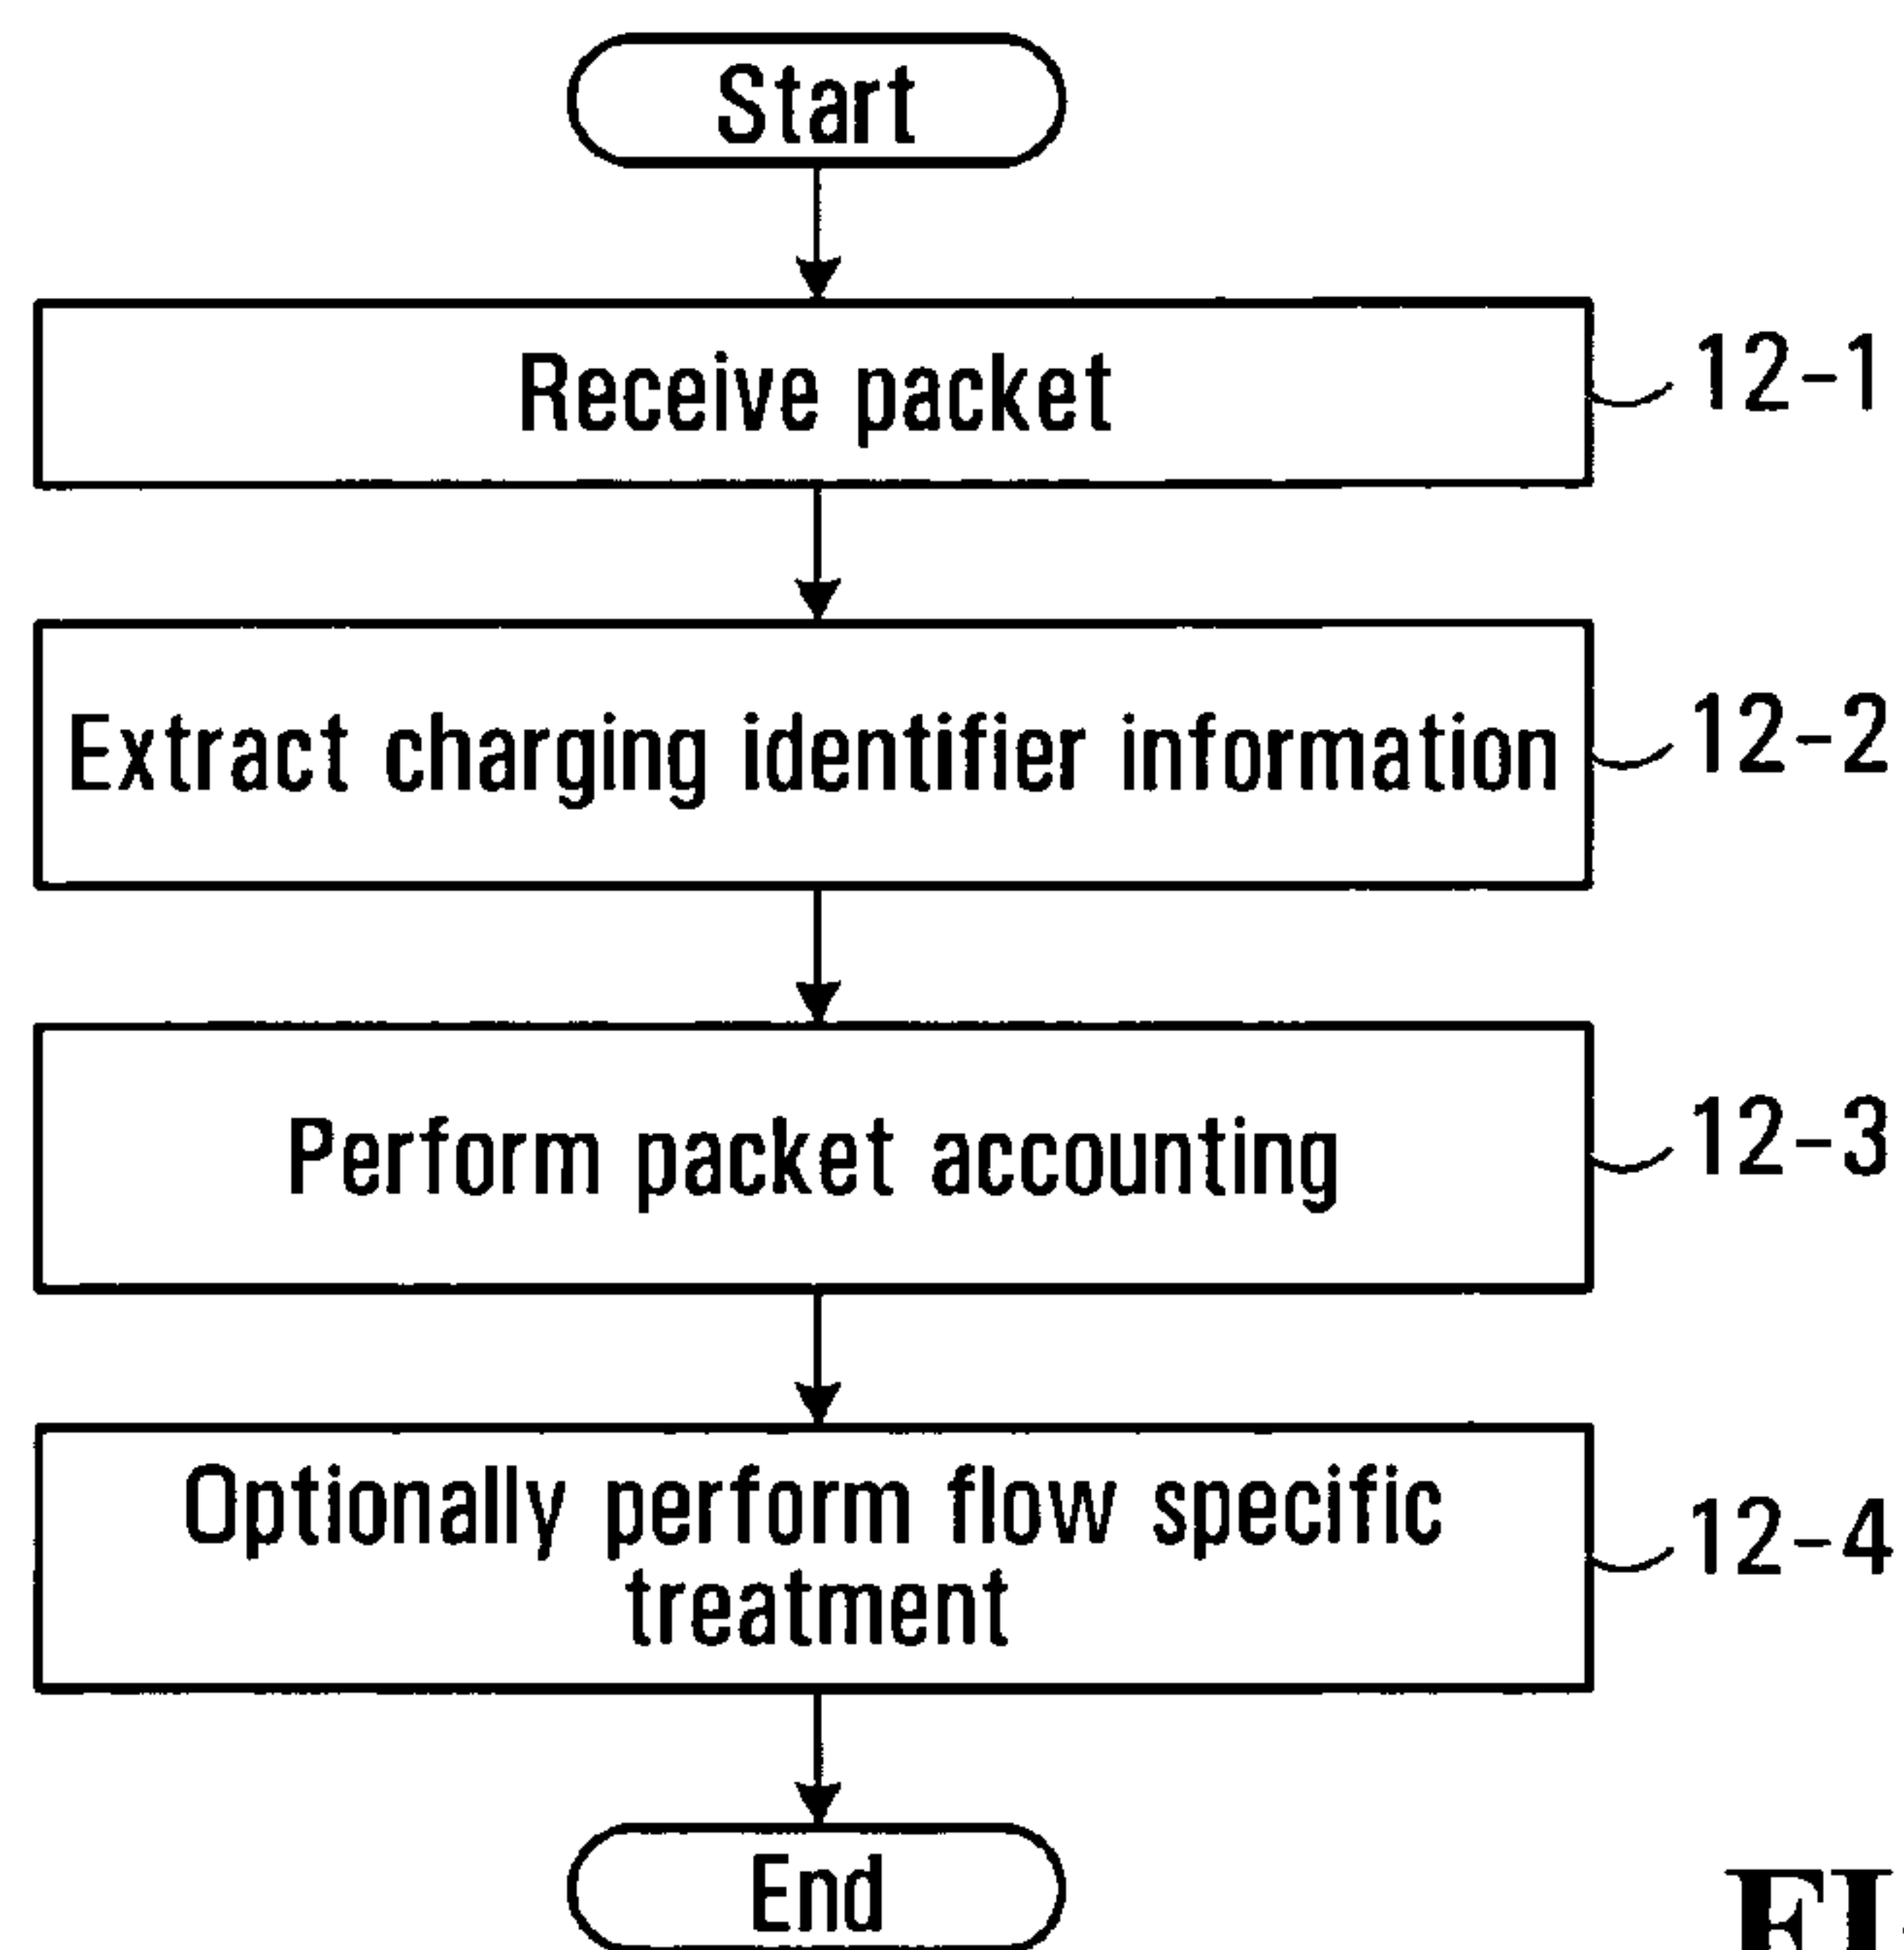 Start
Receive packet
12-1
Extract charging identifier information
12-2
Perform packet accounting
12-3
Optionally perform flow specific
treatment
12-4
End